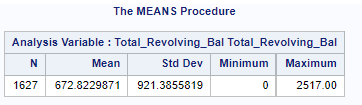 The MEANS Procedure
Analysis Variable : Total_Revolving_Bal Total_Revolving_Bal
N Mean Std Dev Minimum Maximum
1627 672.8229871 921.3855819 0 2517.00